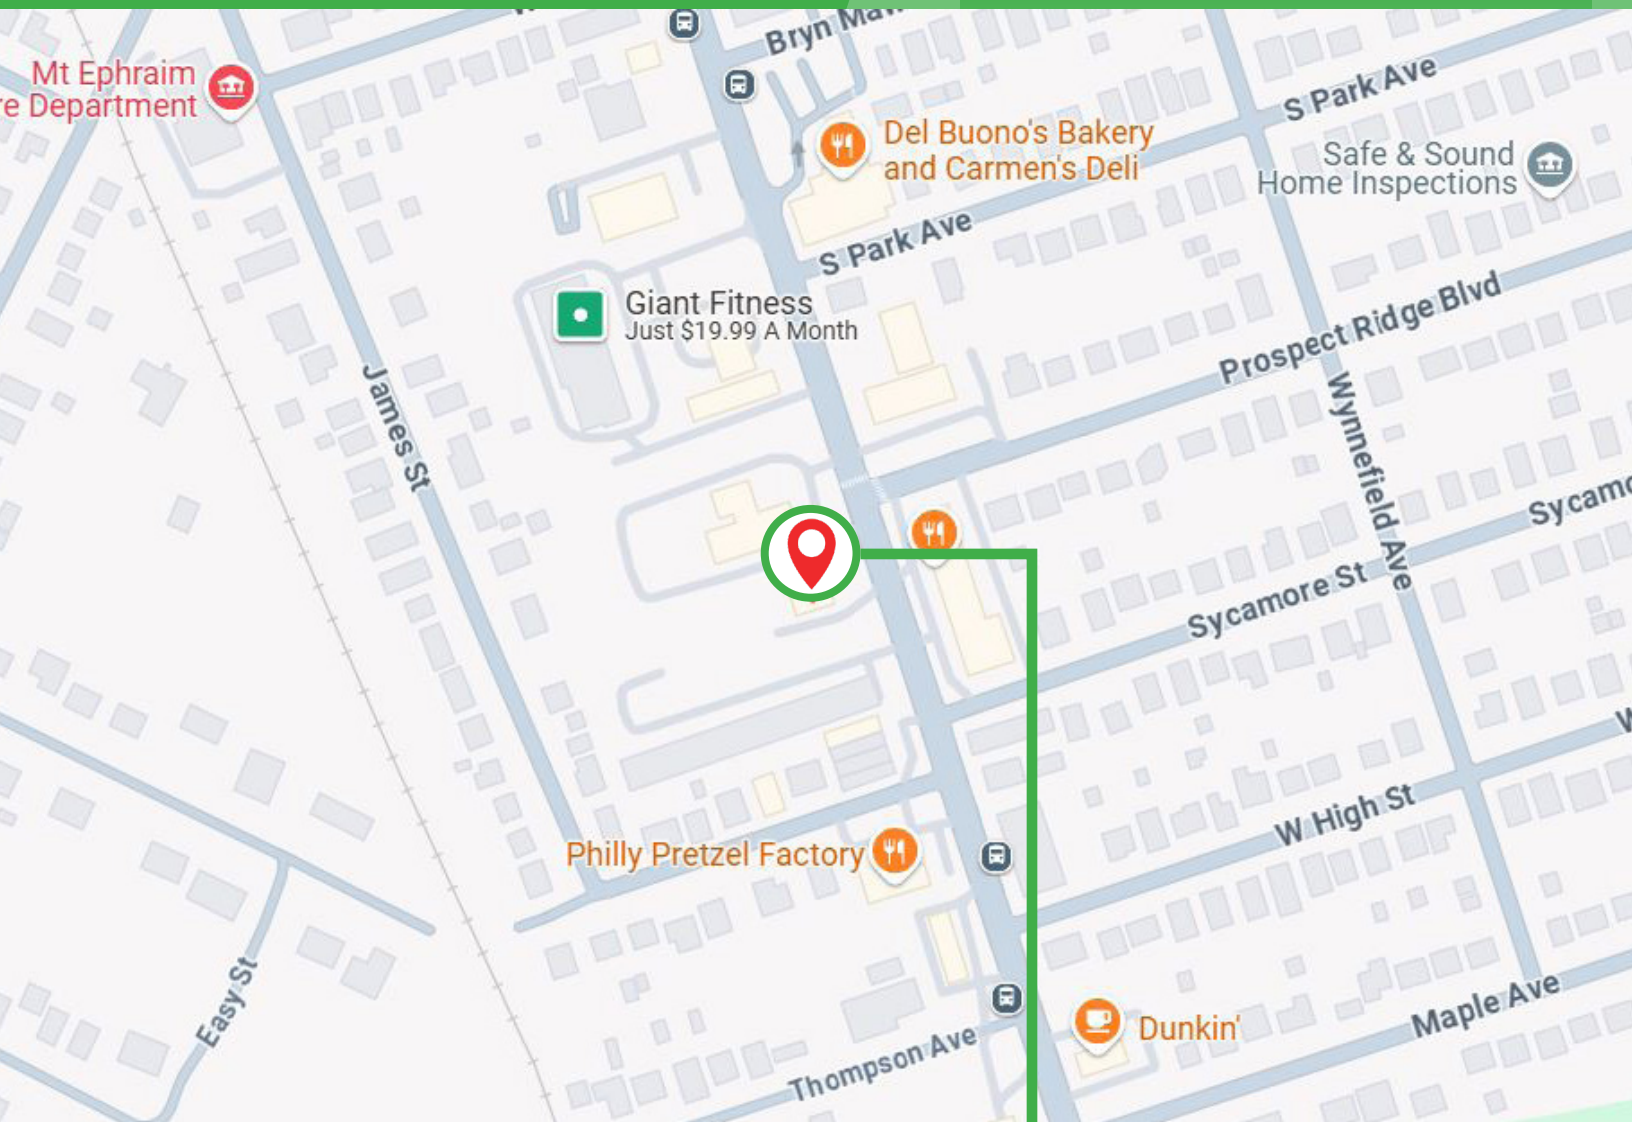 Bryn Maw
Mt Ephraim
re Department
S Park Ave
Del Buono's Bakery
and Carmen's Deli
Safe & Sound
Home Inspections
S Park Ave
Giant Fitness
Just $19.99 A Month
Prospect Ridge Blvd
James St
Wynnefield Ave
Sycamo
Sycamore St
W
W High St
Philly Pretzel Factory
Easy St
Maple Ave
Dunkin'
Thompson Ave